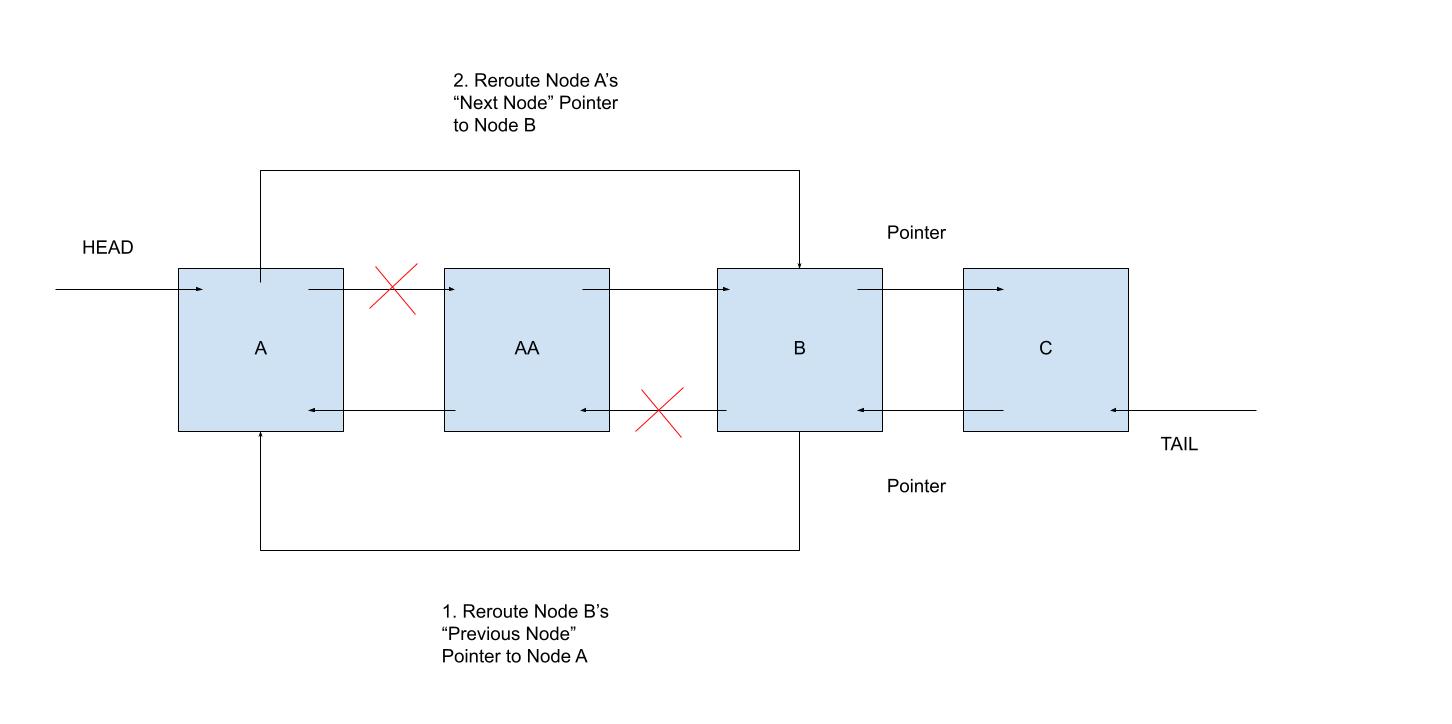 2. Reroute Node A’s
“Next Node” Pointer
to Node B
HEAD
Pointer
A
AA
B
C
TAIL
Pointer
1. Reroute Node B’s
“Previous Node”
Pointer to Node A